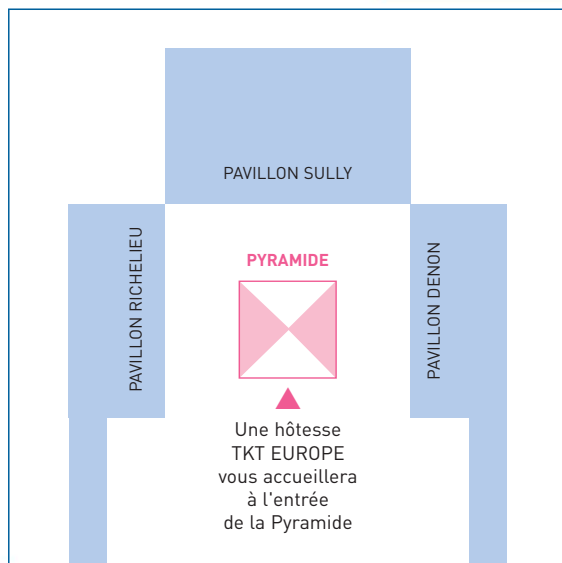 PAVILLON SULLY
PAVILLON RICHELIEU
PYRAMIDE
PAVILLON DENON
Une hôtesse
TKT EUROPE
vous accueillera
à l'entrée
de la Pyramide